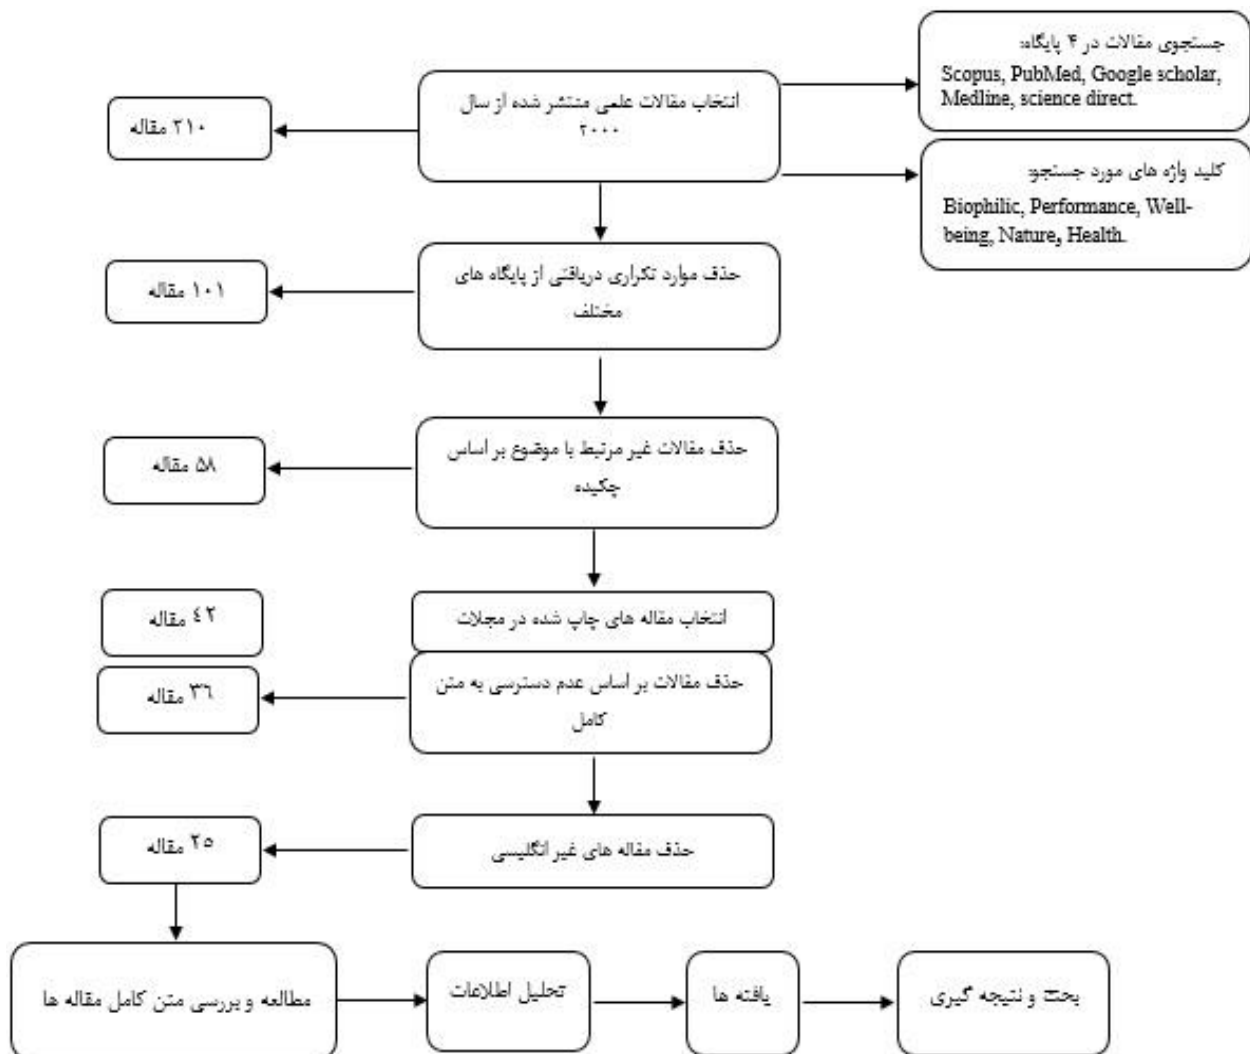 جستجوی مقالات در ۴ پایگاه:
Scopus, PubMed, Google scholar,
Medline, science direct.
انتخاب مقالات علمی منتشر شده از سال
۲۰۰۰
۲۱۰ مقاله
کلید واژه های مورد جستجو:
Biophilic, Performance, Well-
being, Nature, Health.
حذف موارد تکراری دریافتی از پایگاه های
مختلف
۱۰۱ مقاله
حذف مقالات غیر مرتبط با موضوع بر اساس
چکیده
۵۸ مقاله
انتخاب مقاله های چاپ شده در مجلات
٤٢ مقاله
حذف مقالات بر اساس عدم دسترسی به متن
کامل
٣٦ مقاله
حذف مقاله های غیر انگلیسی
٢٥ مقاله
مطالعه و بررسی متن کامل مقاله ها
تحلیل اطلاعات
یافته ها
بحث و نتیجه گیری